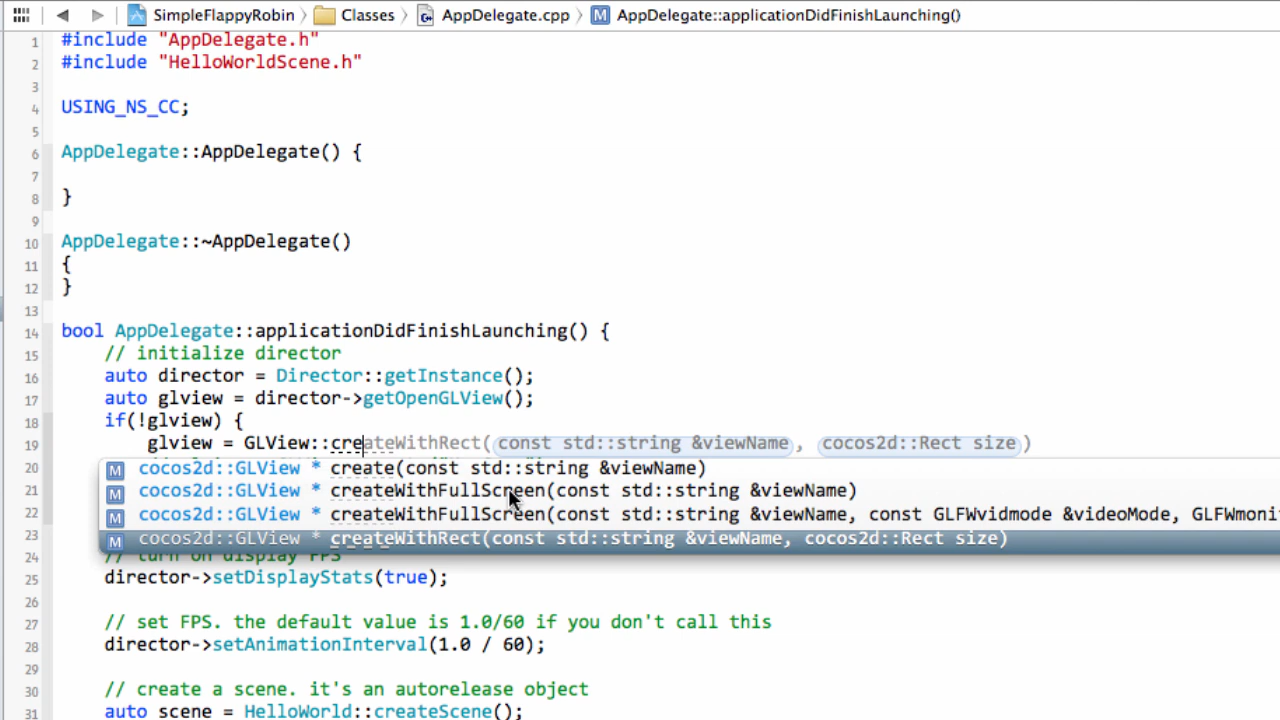 SimpleFlappyRobin Classes AppDelegate.cpp M AppDelegate::applicationDidFinishLaunching()
1 #include "AppDelegate.h"
2 #include "HelloWorldScene.h"
3
4 USING_NS_CC;
5
6 AppDelegate::AppDelegate() {
7
8 }
9
10 AppDelegate::~AppDelegate()
11 {
12 }
13
14 bool AppDelegate::applicationDidFinishLaunching() {
15 // initialize director
16 auto director = Director::getInstance();
17 auto glview = director->getOpenGLView();
18 if(!glview) {
19 glview = GLView::createWithRect(const std::string &viewName, cocos2d::Rect size)
20 M cocos2d::GLView * create(const std::string &viewName)
21 M cocos2d::GLView * createWithFullScreen(const std::string &viewName)
22 M cocos2d::GLView * createWithFullScreen(const std::string &viewName, const GLFWvidmode &videoMode, GLFWmoni
23 M cocos2d::GLView * createWithRect(const std::string &viewName, cocos2d::Rect size)
24 // turn on display FPS
25 director->setDisplayStats(true);
26
27 // set FPS. the default value is 1.0/60 if you don't call this
28 director->setAnimationInterval(1.0 / 60);
29
30 // create a scene. it's an autorelease object
31 auto scene = HelloWorld::createScene();